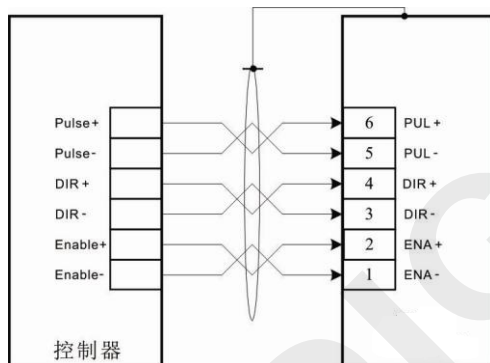 Pulse+ 6 PUL+
Pulse- 5 PUL-
DIR+ 4 DIR+
DIR- 3 DIR-
Enable+ 2 ENA+
Enable- 1 ENA-
控制器